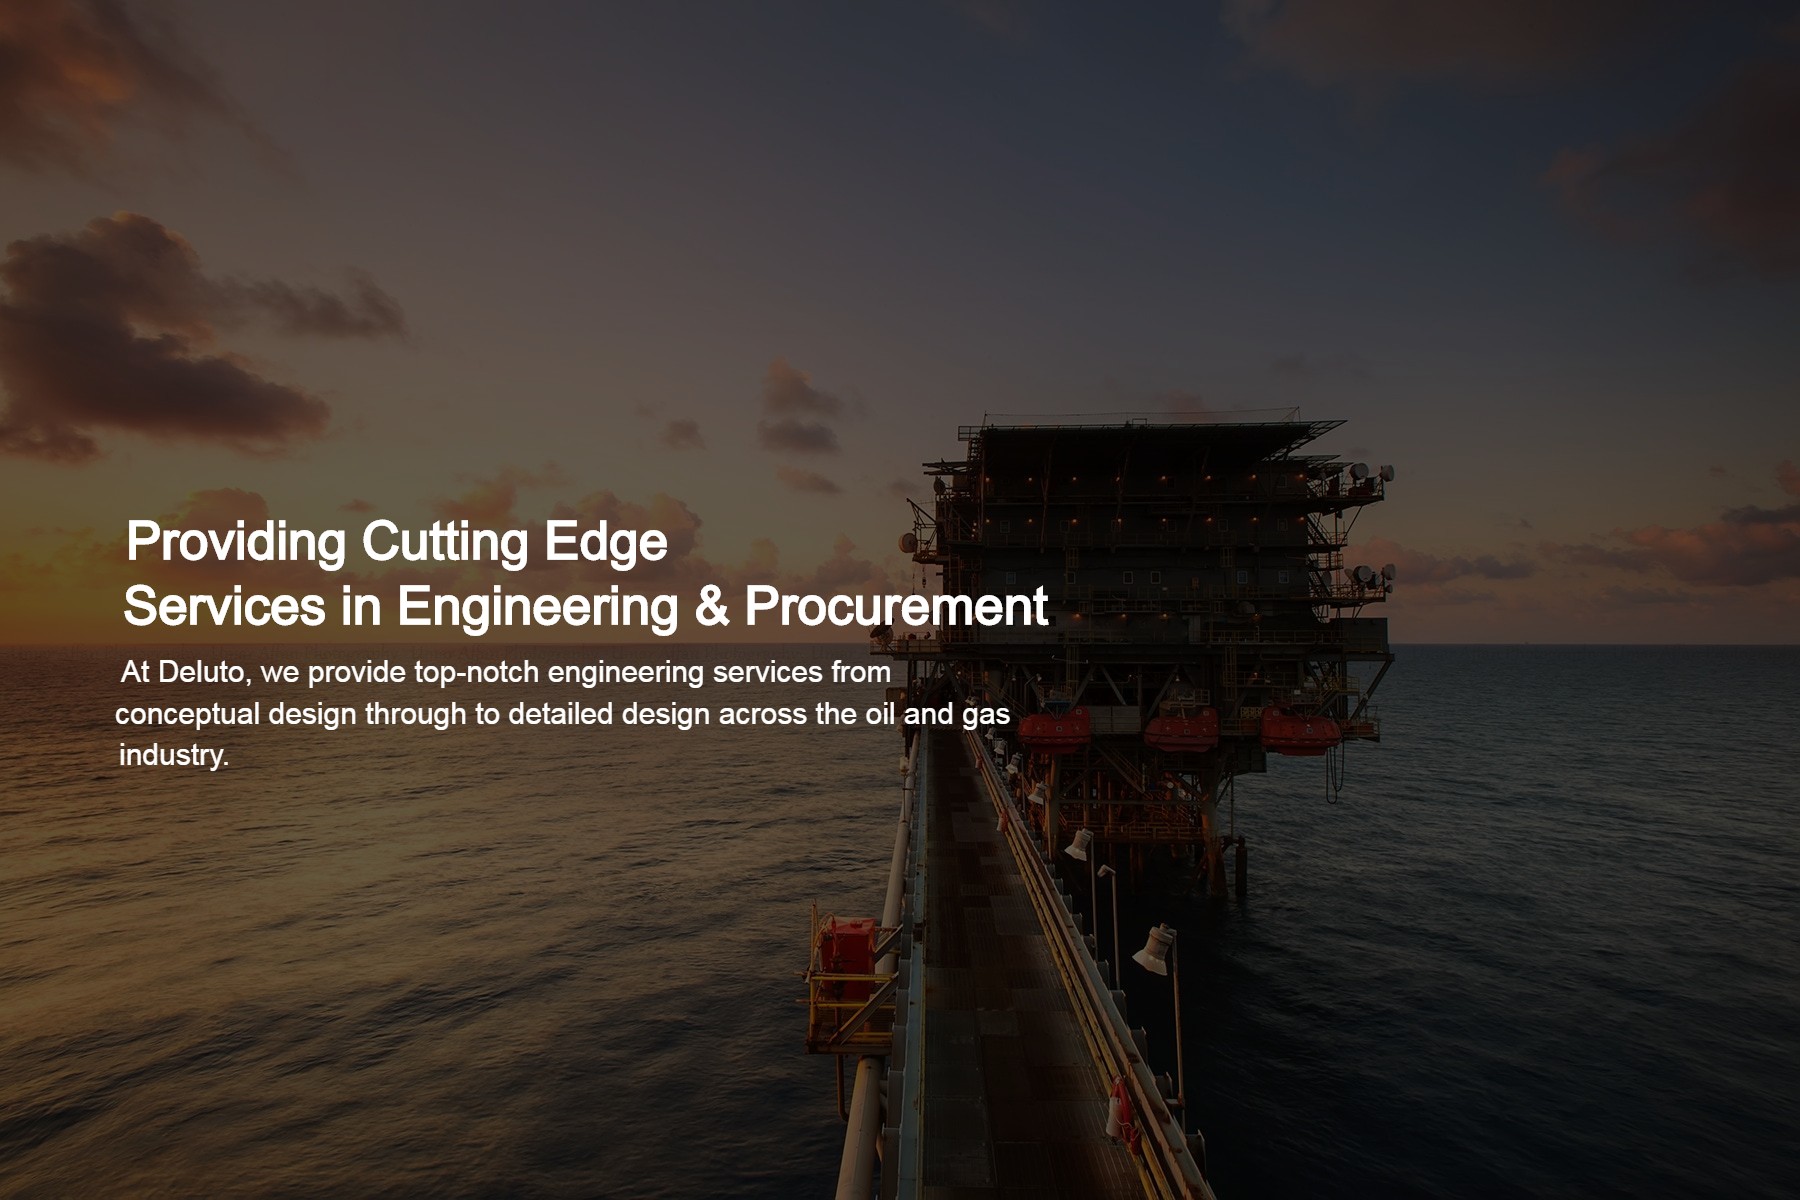 Providing Cutting Edge
Services in Engineering & Procurement
At Deluto, we provide top-notch engineering services from
conceptual design through to detailed design across the oil and gas
industry.